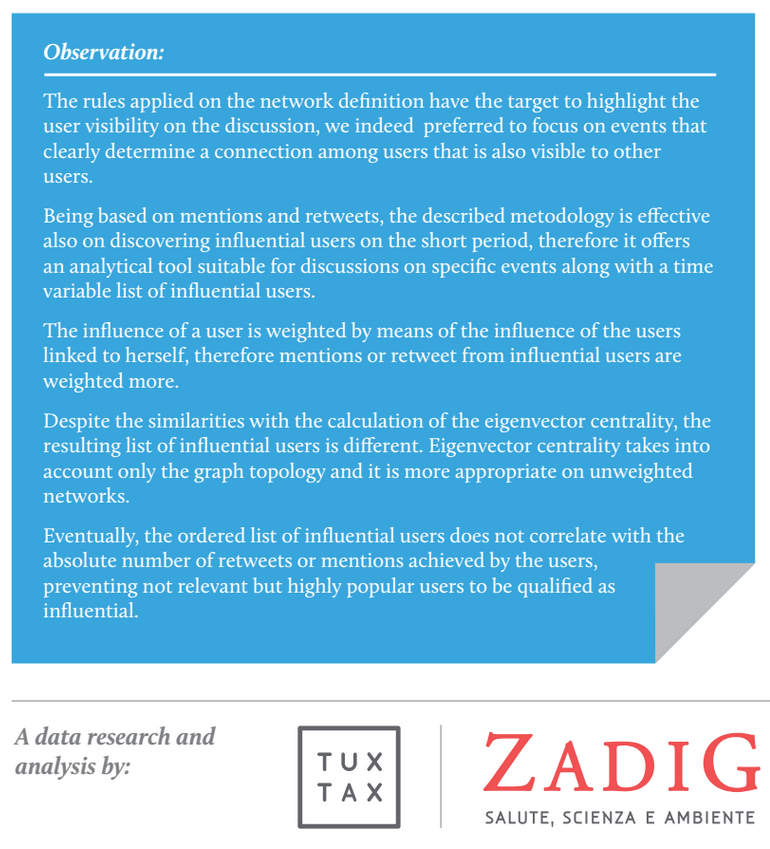 Observation:
The rules applied on the network definition have the target to highlight the
user visibility on the discussion, we indeed  preferred to focus on events that
clearly determine a connection among users that is also visible to other
users.
Being based on mentions and retweets, the described metodology is effective
also on discovering influential users on the short period, therefore it offers
an analytical tool suitable for discussions on specific events along with a time
variable list of influential users.
The influence of a user is weighted by means of the influence of the users
linked to herself, therefore mentions or retweet from influential users are
weighted more.
Despite the similarities with the calculation of the eigenvector centrality, the
resulting list of influential users is different. Eigenvector centrality takes into
account only the graph topology and it is more appropriate on unweighted
networks.
Eventually, the ordered list of influential users does not correlate with the
absolute number of retweets or mentions achieved by the users,
preventing not relevant but highly popular users to be qualified as
influential.
A data research and
analysis by:
TUX
TAX
ZADIG
SALUTE, SCIENZA E AMBIENTE